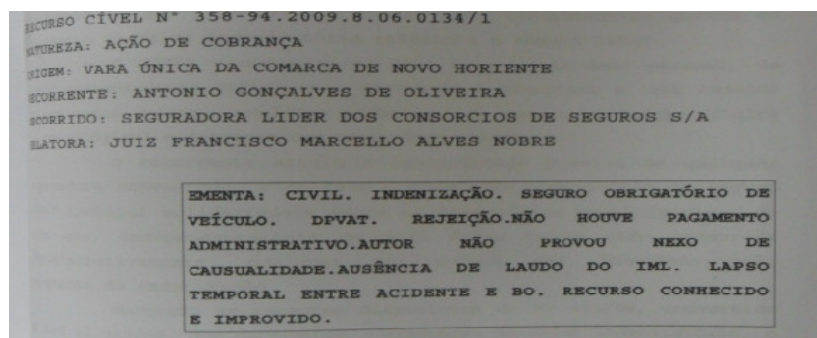 RECURSO CÍVEL Nº 358-94.2009.8.06.0134/1
NATUREZA: AÇÃO DE COBRANÇA
ORIGEM: VARA ÚNICA DA COMARCA DE NOVO HORIENTE
RECORRENTE: ANTONIO GONÇALVES DE OLIVEIRA
RECORRIDO: SEGURADORA LIDER DOS CONSORCIOS DE SEGUROS S/A
RELATORA: JUIZ FRANCISCO MARCELLO ALVES NOBRE
EMENTA: CIVIL. INDENIZAÇÃO. SEGURO OBRIGATÓRIO DE
VEÍCULO. DPVAT. REJEIÇÃO.NÃO HOUVE PAGAMENTO
ADMINISTRATIVO.AUTOR NÃO PROVOU NEXO DE
CAUSUALIDADE.AUSÊNCIA DE LAUDO DO IML. LAPSO
TEMPORAL ENTRE ACIDENTE E BO. RECURSO CONHECIDO
E IMPROVIDO.